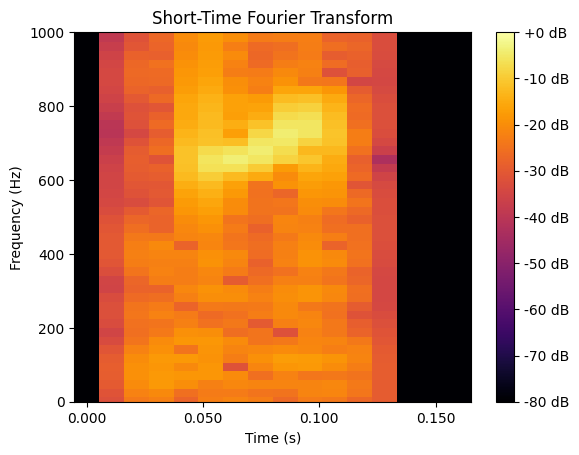 Short-Time Fourier Transform
1000
800
600
400
200
0
Frequency (Hz)
0.000
0.050
0.100
0.150
Time (s)
+0 dB
-10 dB
-20 dB
-30 dB
-40 dB
-50 dB
-60 dB
-70 dB
-80 dB